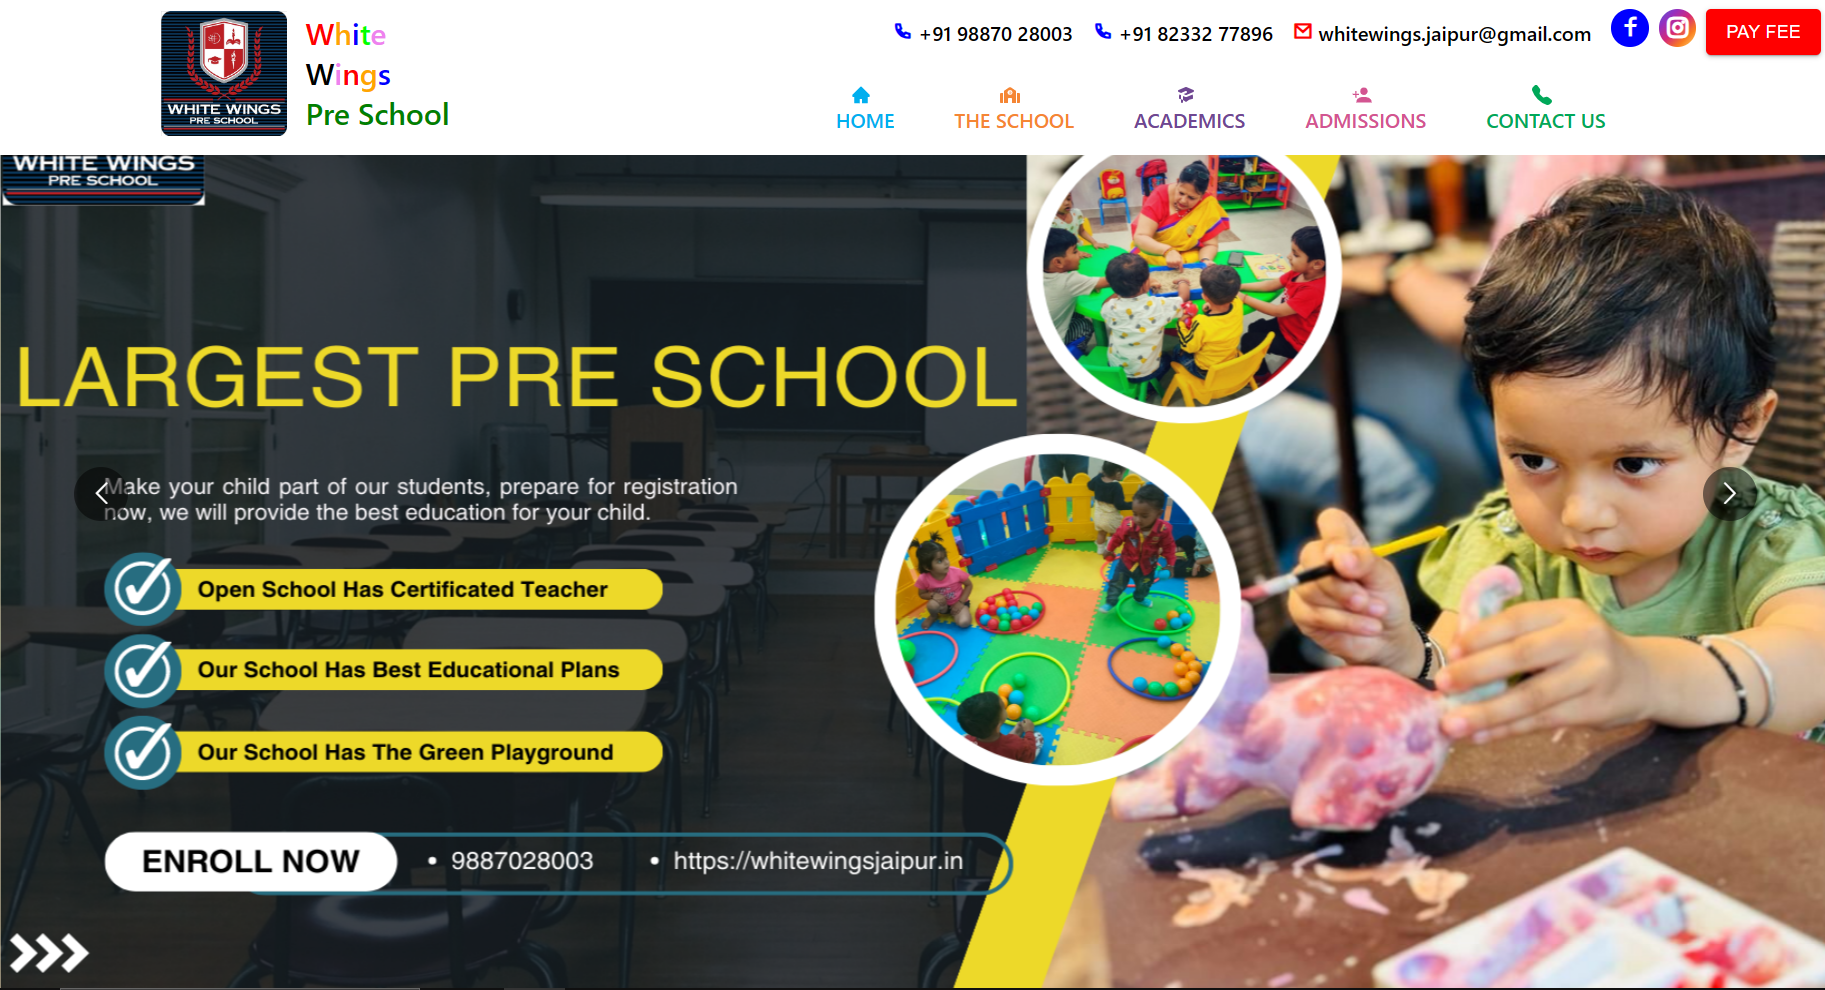 WHITE WINGS
PRE SCHOOL
White
Wings
Pre School
+91 98870 28003
+91 82332 77896
whitewings.jaipur@gmail.com
PAY FEE
HOME
THE SCHOOL
ACADEMICS
ADMISSIONS
CONTACT US
WHITE WINGS
PRE SCHOOL
LARGEST PRE SCHOOL
Make your child part of our students, prepare for registration
now, we will provide the best education for your child.
Open School Has Certificated Teacher
Our School Has Best Educational Plans
Our School Has The Green Playground
ENROLL NOW
• 9887028003
• https://whitewingsjaipur.in